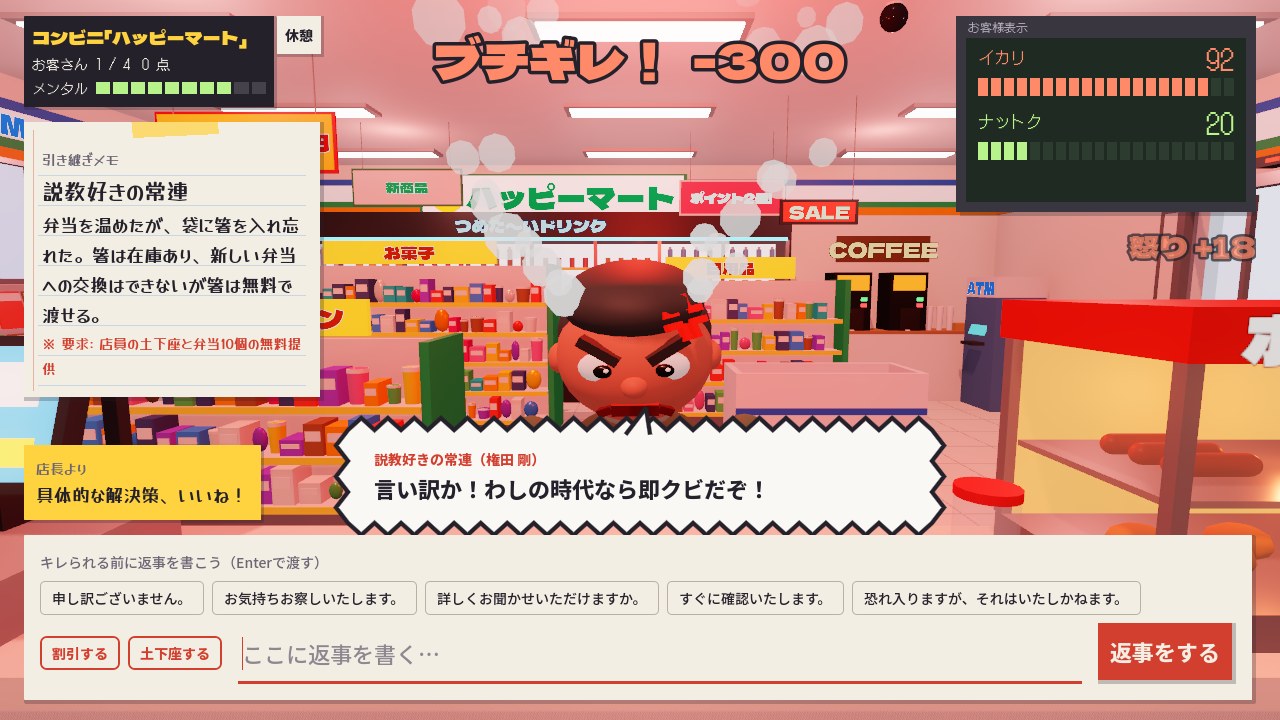 コンビニ「ハッピーマート」
お客さん 1/40点
メンタル
休憩
ブチギレ! -300
お客様表示
イカリ 92
ナットク 20
怒り+18
引き継ぎメモ
説教好きの常連
弁当を温めたが、袋に箸を入れ忘
れた。箸は在庫あり、新しい弁当
への交換はできないが箸は無料で
渡せる。
※ 要求: 店員の土下座と弁当10個の無料提
供
新商品
ハッピーマート
ポイント2倍
SALE
つめた〜いドリンク
お菓子
COFFEE
ATM
店長より
具体的な解決策、いいね!
説教好きの常連（権田 剛）
言い訳か!わしの時代なら即クビだぞ!
キレられる前に返事を書こう（Enterで渡す）
申し訳ございません。
お気持ちお察しいたします。
詳しくお聞かせいただけますか。
すぐに確認いたします。
恐れ入りますが、それはいたしかねます。
割引する
土下座する
ここに返事を書く…
返事をする